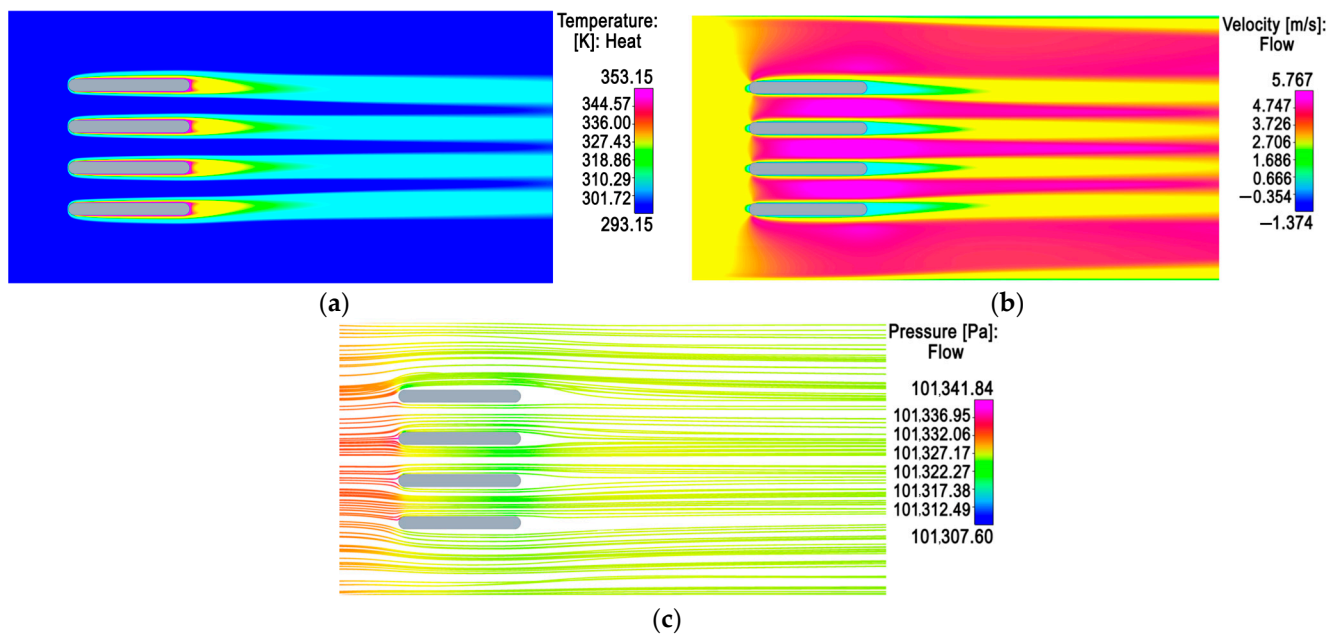 Temperature:
[K]: Heat
353.15
344.57
336.00
327.43
318.86
310.29
301.72
293.15
(a)
Velocity [m/s]:
Flow
5.767
4.747
3.726
2.706
1.686
0.666
—0.354
—1.374
(b)
Pressure [Pa]:
Flow
101,341.84
101,336.95
101,332.06
101,327.17
101,322.27
101,317.38
101,312.49
101,307.60
(c)